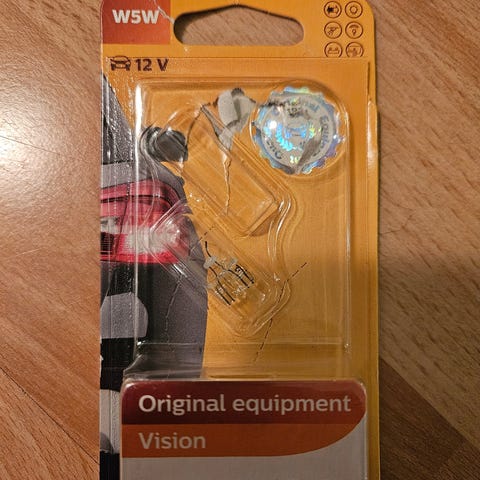 W5W
12 V
Original equipment
Vision